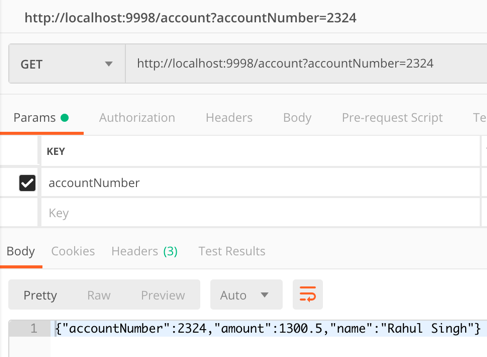 http://localhost:9998/account?accountNumber=2324
GET http://localhost:9998/account?accountNumber=2324
Params Authorization Headers Body Pre-request Script Te
KEY
accountNumber
Key
Body Cookies Headers (3) Test Results
Pretty Raw Preview Auto
1 {"accountNumber":2324,"amount":1300.5,"name":"Rahul Singh"}